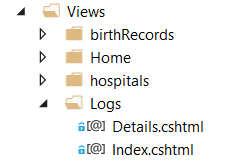 Views
birthRecords
Home
hospitals
Logs
[@] Details.cshtml
[@] Index.cshtml